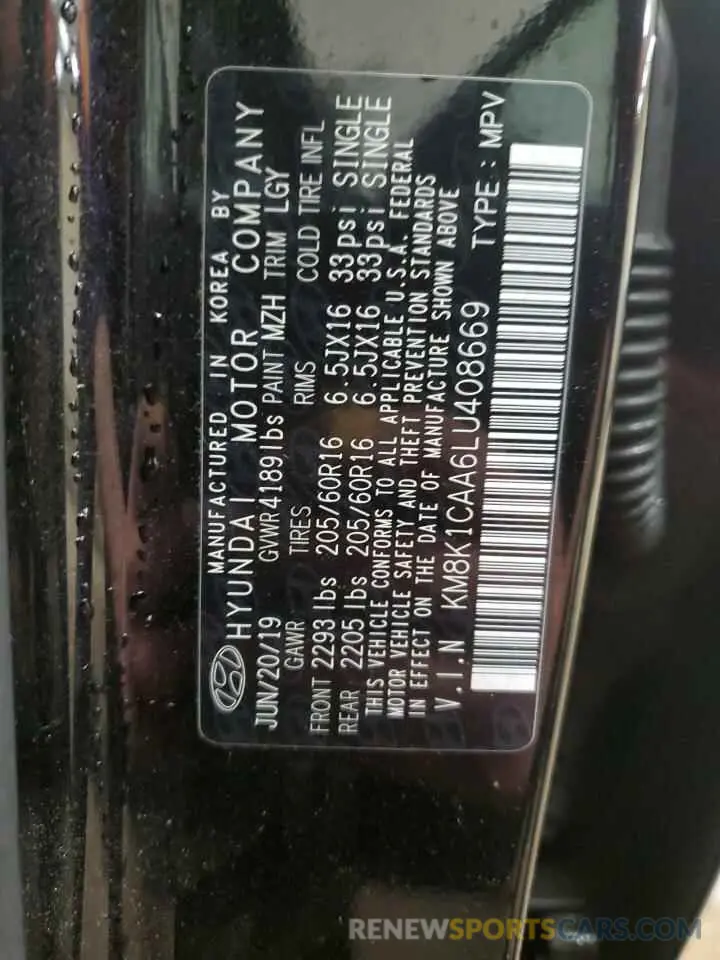 MANUFACTURED IN KOREA BY
HYUNDAI MOTOR COMPANY
JUN/20/19 GVWR 4189 lbs PAINT MZH TRIM LGY
GAWR TIRES RIMS COLD TIRE INFL
FRONT 2293 lbs 205/60R16 6.5JX16 33psi SINGLE
REAR 2205 lbs 205/60R16 6.5JX16 33psi SINGLE
THIS VEHICLE CONFORMS TO ALL APPLICABLE U.S.A. FEDERAL
MOTOR VEHICLE SAFETY AND THEFT PREVENTION STANDARDS
IN EFFECT ON THE DATE OF MANUFACTURE SHOWN ABOVE
V.I.N KM8K1CAA6LU408669 TYPE : MPV
RENEWSPORTSCARS.COM